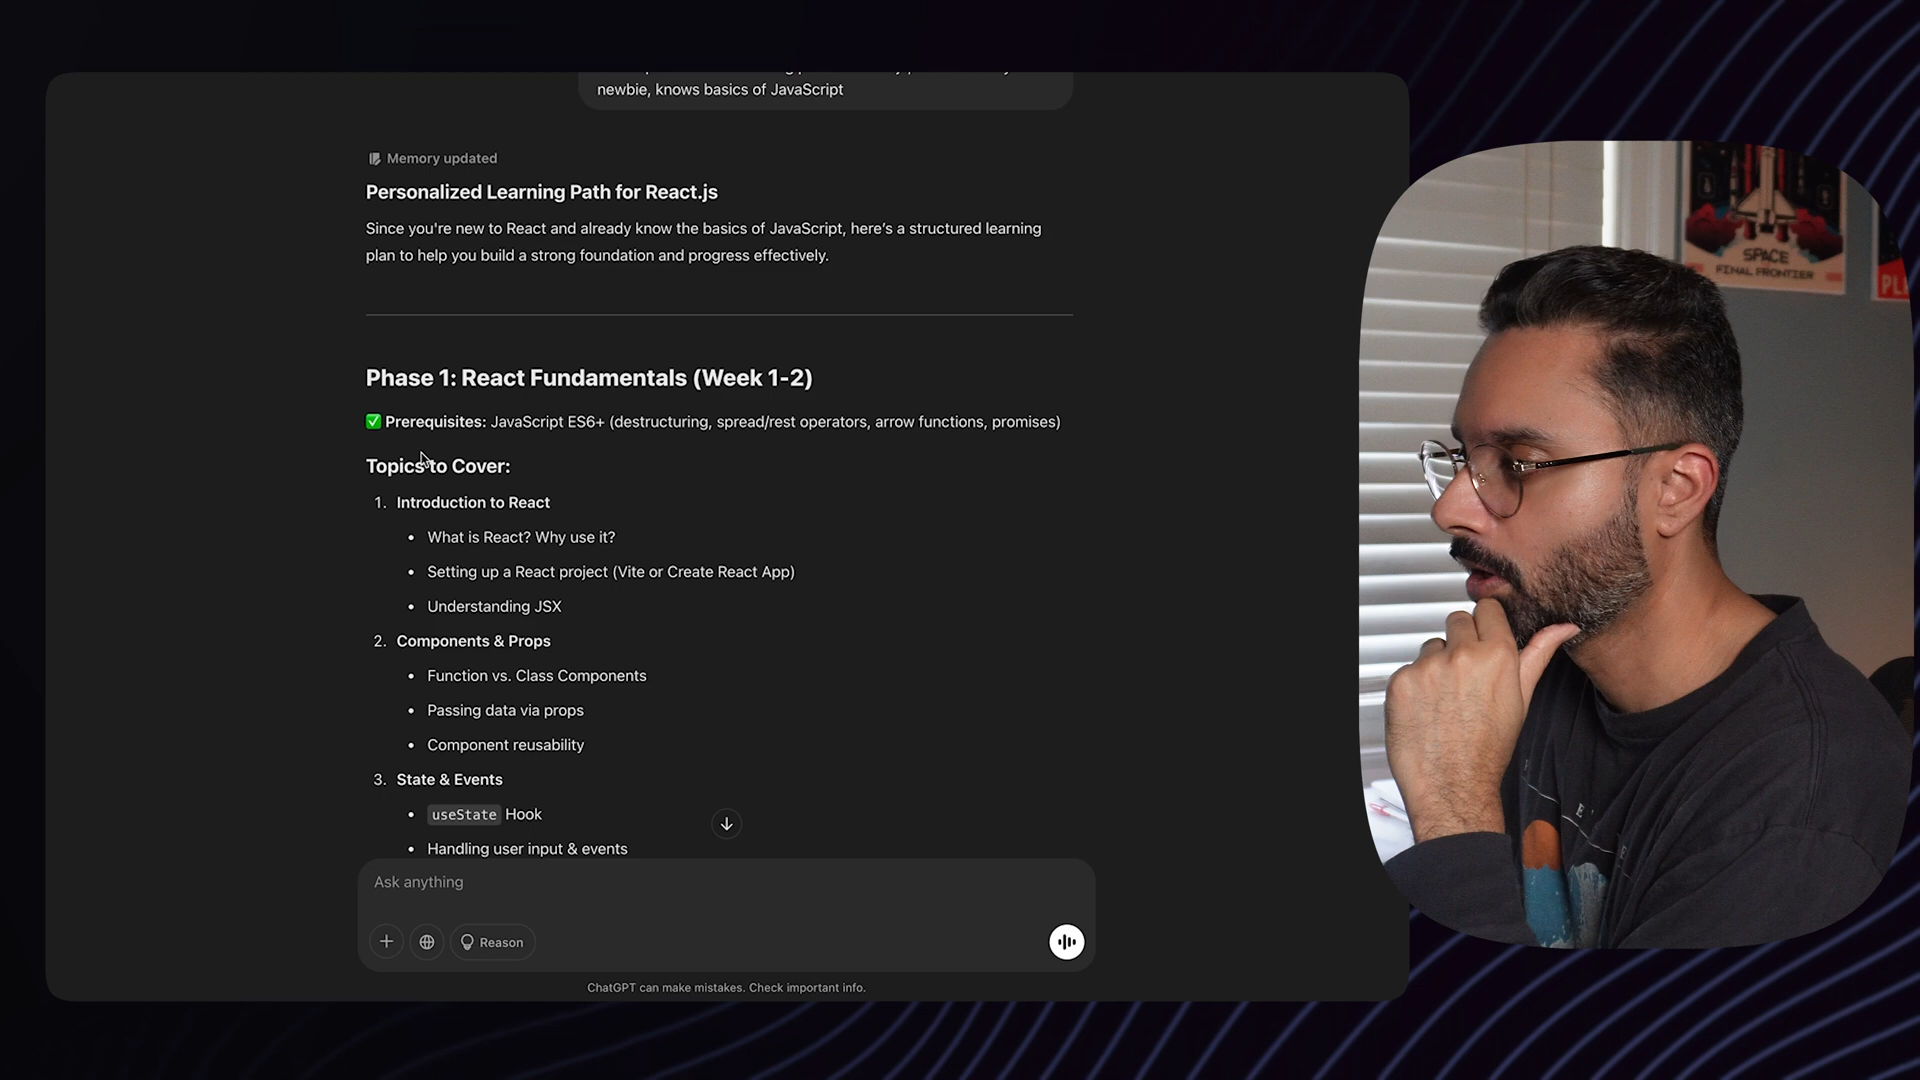 newbie, knows basics of JavaScript
Memory updated
Personalized Learning Path for React.js
Since you're new to React and already know the basics of JavaScript, here's a structured learning
plan to help you build a strong foundation and progress effectively.
Phase 1: React Fundamentals (Week 1-2)
✅ Prerequisites: JavaScript ES6+ (destructuring, spread/rest operators, arrow functions, promises)
Topics to Cover:
1. Introduction to React
• What is React? Why use it?
• Setting up a React project (Vite or Create React App)
• Understanding JSX
2. Components & Props
• Function vs. Class Components
• Passing data via props
• Component reusability
3. State & Events
• useState Hook
• Handling user input & events
Ask anything
Reason
ChatGPT can make mistakes. Check important info.
SPACE
FINAL FRONTIER
PL